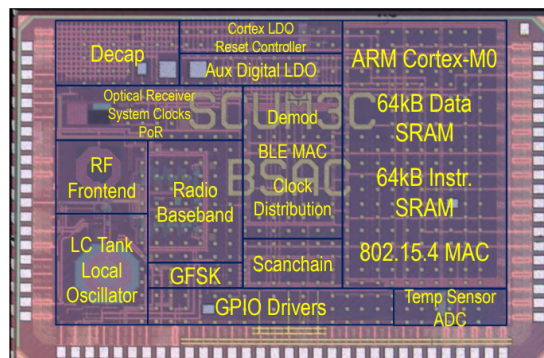 Decap
Cortex LDO
Reset Controller
Aux Digital LDO
ARM Cortex-M0
64kB Data
SRAM
64kB Instr.
SRAM
802.15.4 MAC
Optical Receiver
System Clocks
PoR
SCUM3C
BSAC
Demod
BLE MAC
Clock
Distribution
RF
Frontend
Radio
Baseband
LC Tank
Local
Oscillator
GFSK
Scanchain
GPIO Drivers
Temp Sensor
ADC